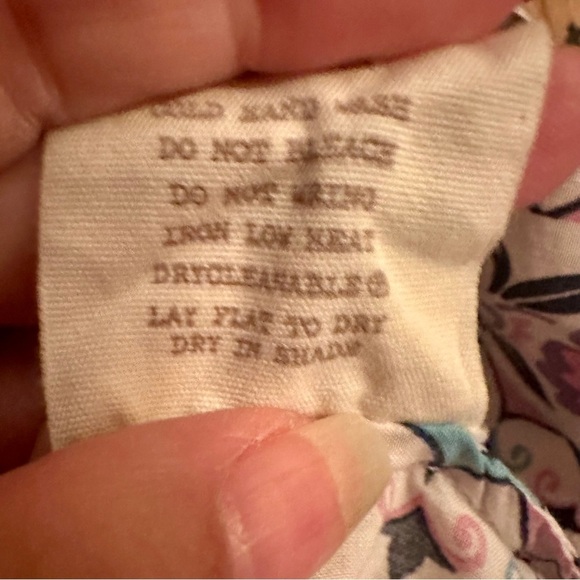 COLD HAND WASH
DO NOT BLEACH
DO NOT WRING
IRON LOW HEAT
DRYCLEANABLE Ⓟ
LAY FLAT TO DRY
DRY IN SHADE